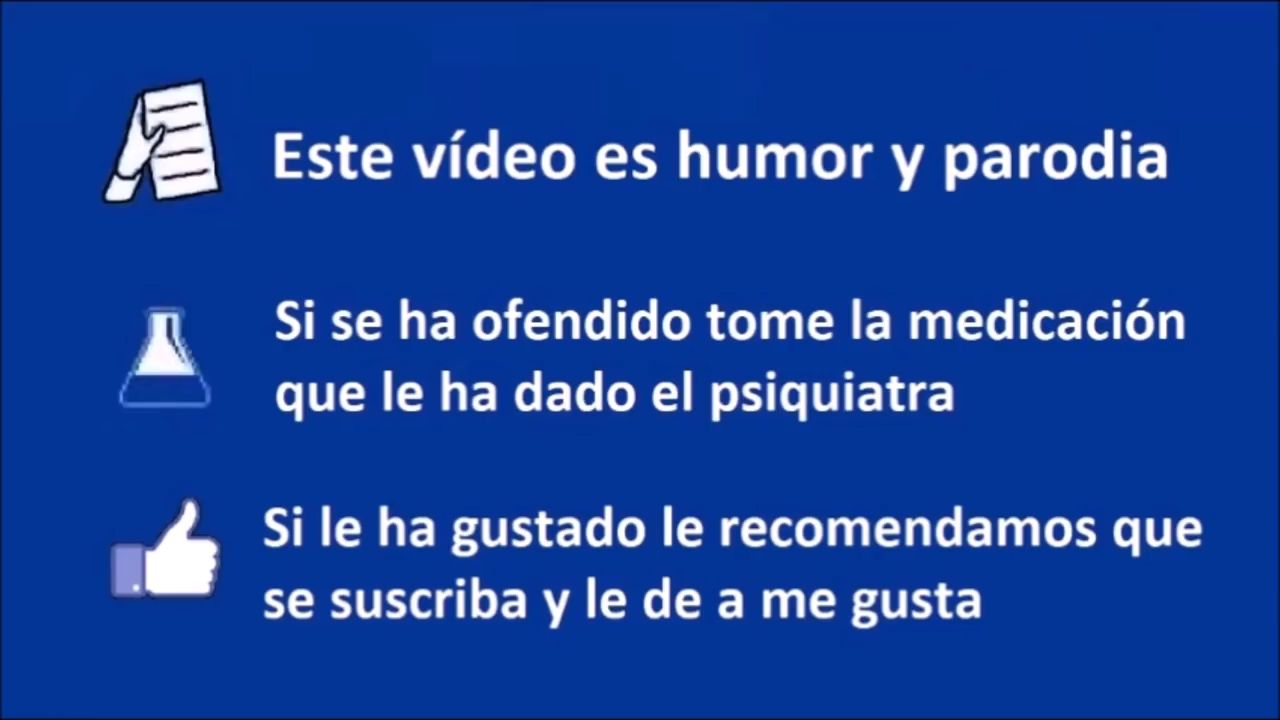 Este vídeo es humor y parodia
Si se ha ofendido tome la medicación
que le ha dado el psiquiatra
Si le ha gustado le recomendamos que
se suscriba y le de a me gusta